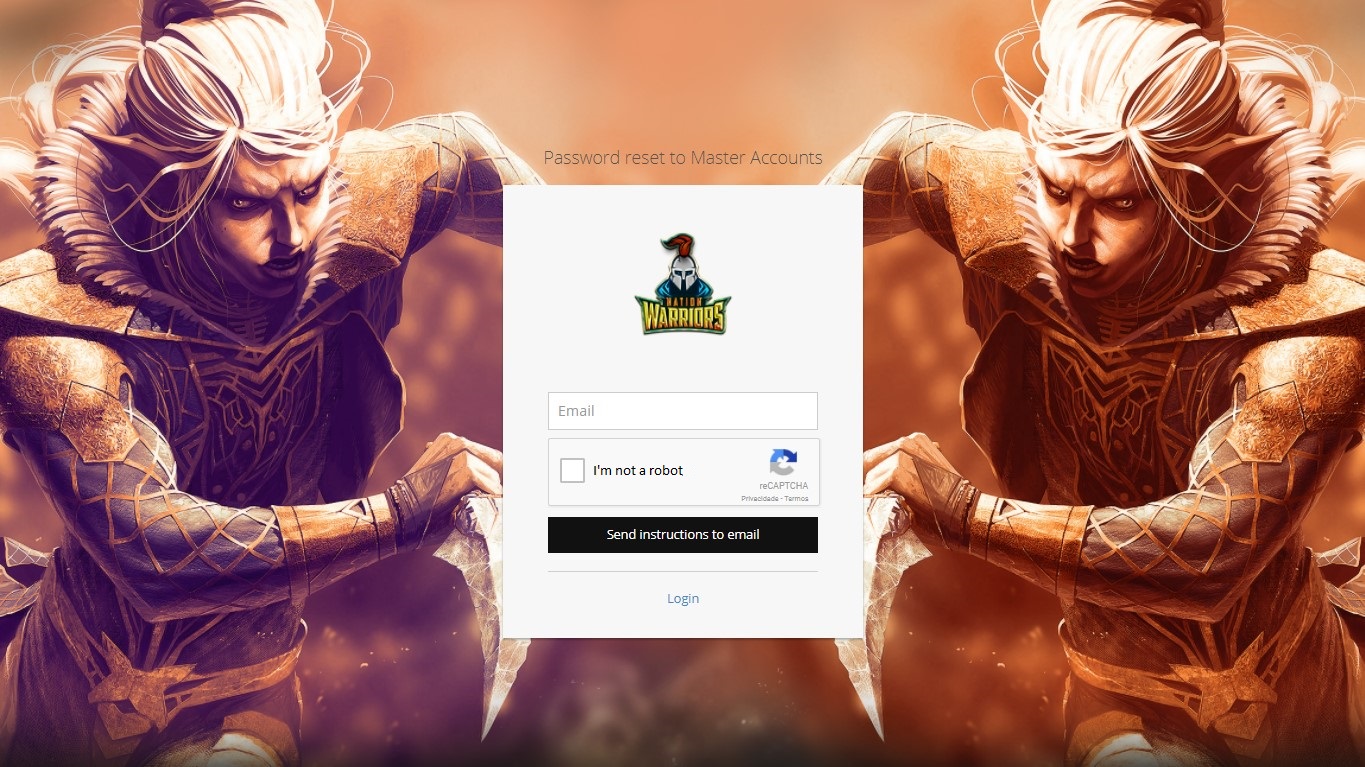 Password reset to Master Accounts
NATION
WARRIORS
Email
I'm not a robot
reCAPTCHA
Privacidade - Termos
Send instructions to email
Login